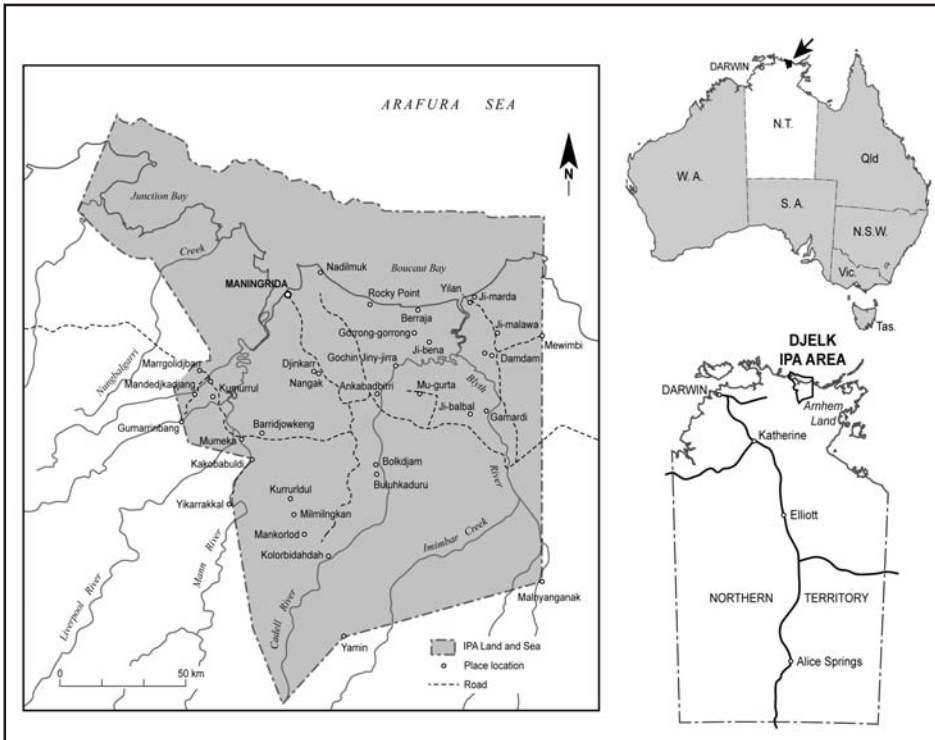 ARAFURA SEA
N
Junction Bay
Creek
Nungbulgarri
MANINGRIDA
Nadilmuk
Boucaut Bay
Rocky Point
Yilan
Ji-marda
Berraja
Gorrong-gorrong
Ji-malawa
Mewimbi
Ji-bena
Damdam
Gochin Jiny-jirra
Djinkarr
Nangak
Ankabadbirri
Mu-gurta
Blyth
River
Marrgolidjban
Mandedjkadjang
Kumurrul
Gumarrirnbang
Ji-balbal
Gamardi
Barridjowkeng
Mumeka
Kakobabuldi
Bolkdjam
Buluhkaduru
Yikarrakkal
Kurrurldul
Milmilngkan
Mankorlod
Kolorbidahdah
Imimbar Creek
Mann River
Liverpool River
Cadell River
Malnyanganak
Yamin
IPA Land and Sea
Place location
Road
0 50 km
DARWIN
N.T.
W. A.
Qld
S. A.
N.S.W.
Vic.
Tas.
DJELK
IPA AREA
DARWIN
Arnhem
Land
Katherine
Elliott
NORTHERN TERRITORY
Alice Springs